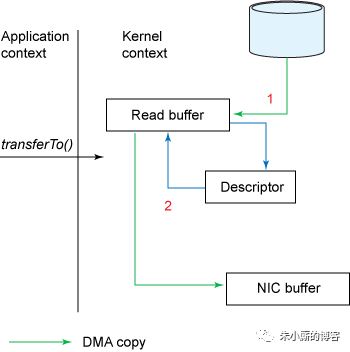 Application
context
Kernel
context
1
Read buffer
transferTo()
Descriptor
2
NIC buffer
朱小厮的博客
DMA copy